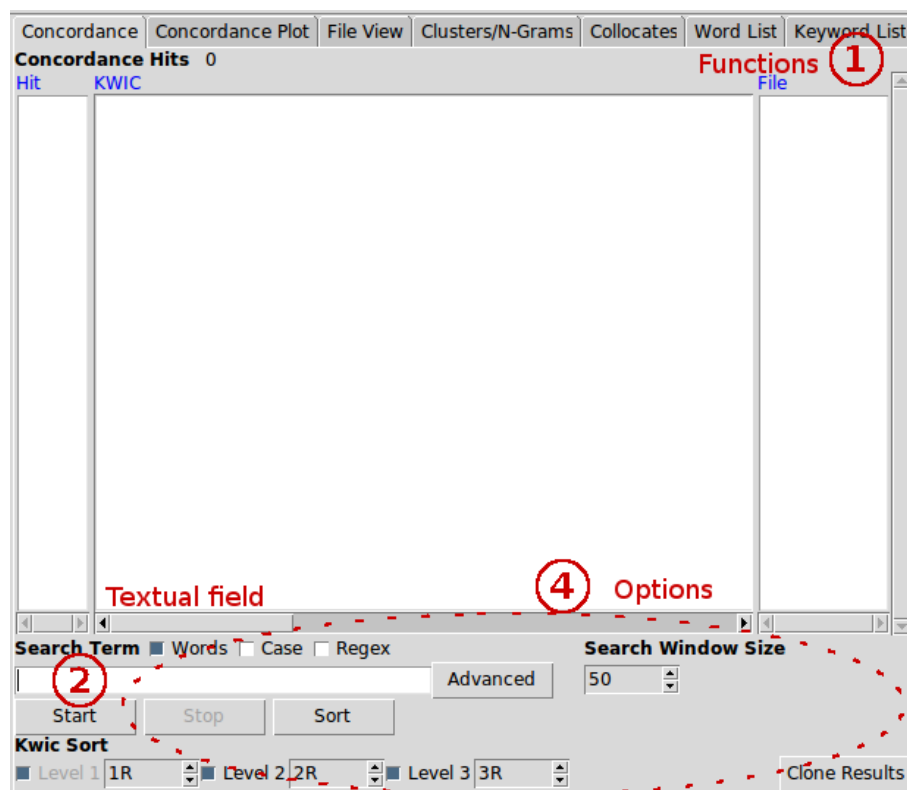 Concordance Concordance Plot File View Clusters/N-Grams Collocates Word List Keyword List
Concordance Hits 0
Functions 1
Hit KWIC File
Textual field 4 Options
Search Term Words Case Regex Search Window Size
2 Advanced 50
Start Stop Sort
Kwic Sort
Level 1 1R Level 2 2R Level 3 3R Clone Results